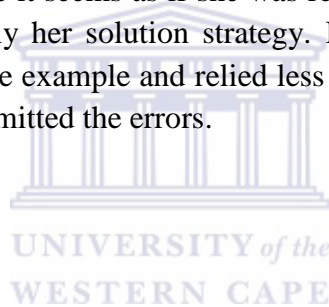 it seems as if she was
y her solution strategy.
e example and relied less
mitted the errors.
UNIVERSITY of the
WESTERN CAPE